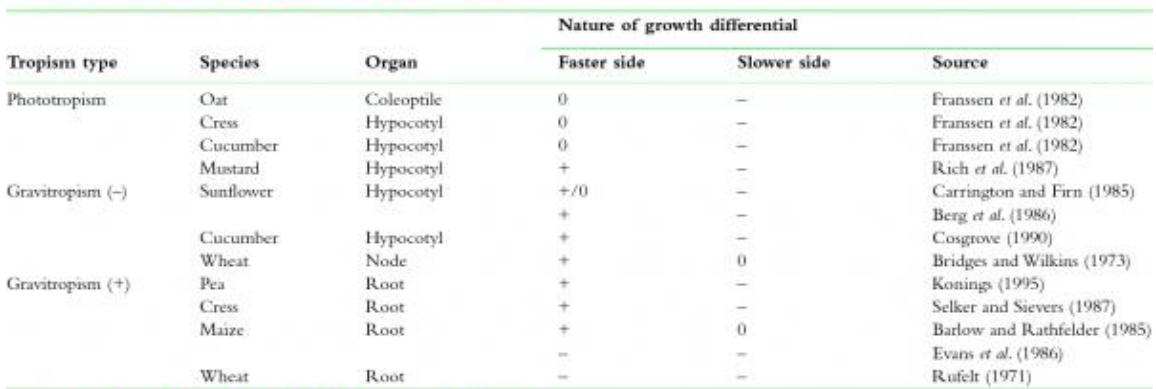 Nature of growth differential
Tropism type Species Organ Faster side Slower side Source
Phototropism Oat Coleoptile 0 – Franssen et al. (1982)
Cress Hypocotyl 0 – Franssen et al. (1982)
Cucumber Hypocotyl 0 – Franssen et al. (1982)
Mustard Hypocotyl + – Rich et al. (1987)
Gravitropism (–) Sunflower Hypocotyl +/0 – Carrington and Firn (1985)
+ – Berg et al. (1986)
Cucumber Hypocotyl + – Cosgrove (1990)
Wheat Node + 0 Bridges and Wilkins (1973)
Gravitropism (+) Pea Root + – Konings (1995)
Cress Root + – Selker and Sievers (1987)
Maize Root + 0 Barlow and Rathfelder (1985)
– – Evans et al. (1986)
Wheat Root – – Rufelt (1971)